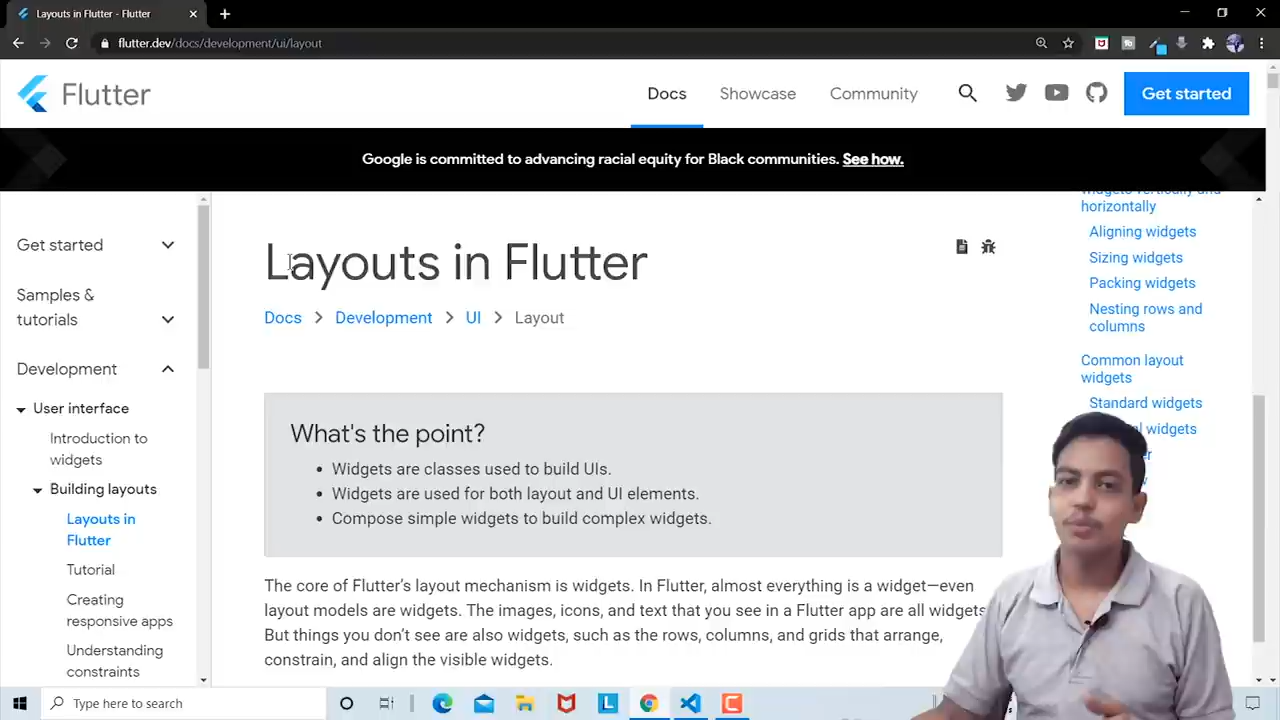 Layouts in Flutter - Flutter
flutter.dev/docs/development/ui/layout
Flutter
Docs
Showcase
Community
Get started
Google is committed to advancing racial equity for Black communities. See how.
Get started
Samples &
tutorials
Development
User interface
Introduction to
widgets
Building layouts
Layouts in
Flutter
Tutorial
Creating
responsive apps
Understanding
constraints
Layouts in Flutter
Docs > Development > UI > Layout
What's the point?
• Widgets are classes used to build UIs.
• Widgets are used for both layout and UI elements.
• Compose simple widgets to build complex widgets.
The core of Flutter's layout mechanism is widgets. In Flutter, almost everything is a widget—even
layout models are widgets. The images, icons, and text that you see in a Flutter app are all widgets
But things you don't see are also widgets, such as the rows, columns, and grids that arrange,
constrain, and align the visible widgets.
widgets vertically and
horizontally
Aligning widgets
Sizing widgets
Packing widgets
Nesting rows and
columns
Common layout
widgets
Standard widgets
widgets
Type here to search